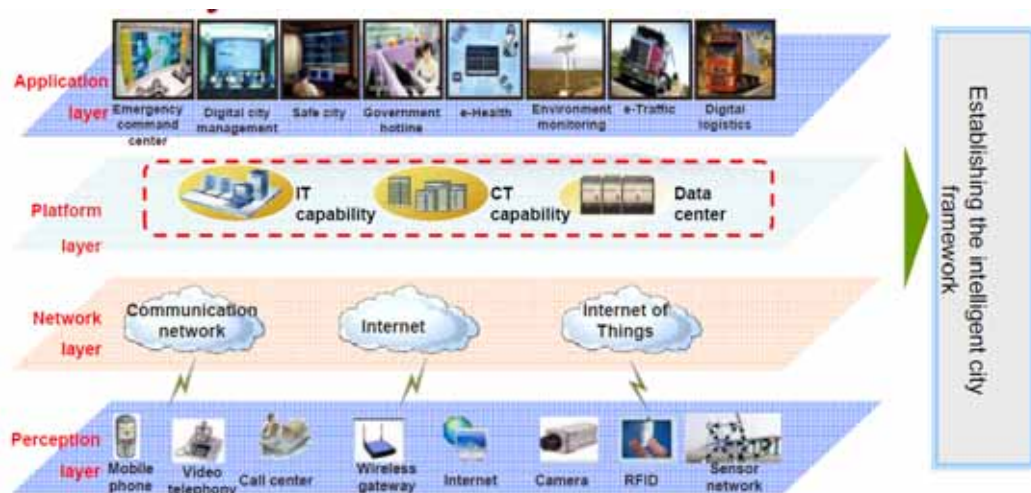 Application
layer
Emergency
command
center
Digital city
management
Safe city
Government
hotline
e-Health
Environment
monitoring
e-Traffic
Digital
logistics
Platform
layer
IT
capability
CT
capability
Data
center
Network
layer
Communication
network
Internet
Internet of
Things
Perception
layer
Mobile
phone
Video
telephony
Call center
Wireless
gateway
Internet
Camera
RFID
Sensor
network
Establishing the intelligent city
framework